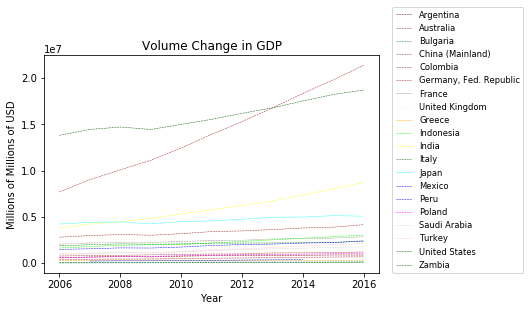 Volume Change in GDP
1e7
Millions of Millions of USD
2.0
1.5
1.0
0.5
0.0
2006
2008
2010
2012
2014
2016
Year
Argentina
Australia
Bulgaria
China (Mainland)
Colombia
Germany, Fed. Republic
France
United Kingdom
Greece
Indonesia
India
Italy
Japan
Mexico
Peru
Poland
Saudi Arabia
Turkey
United States
Zambia